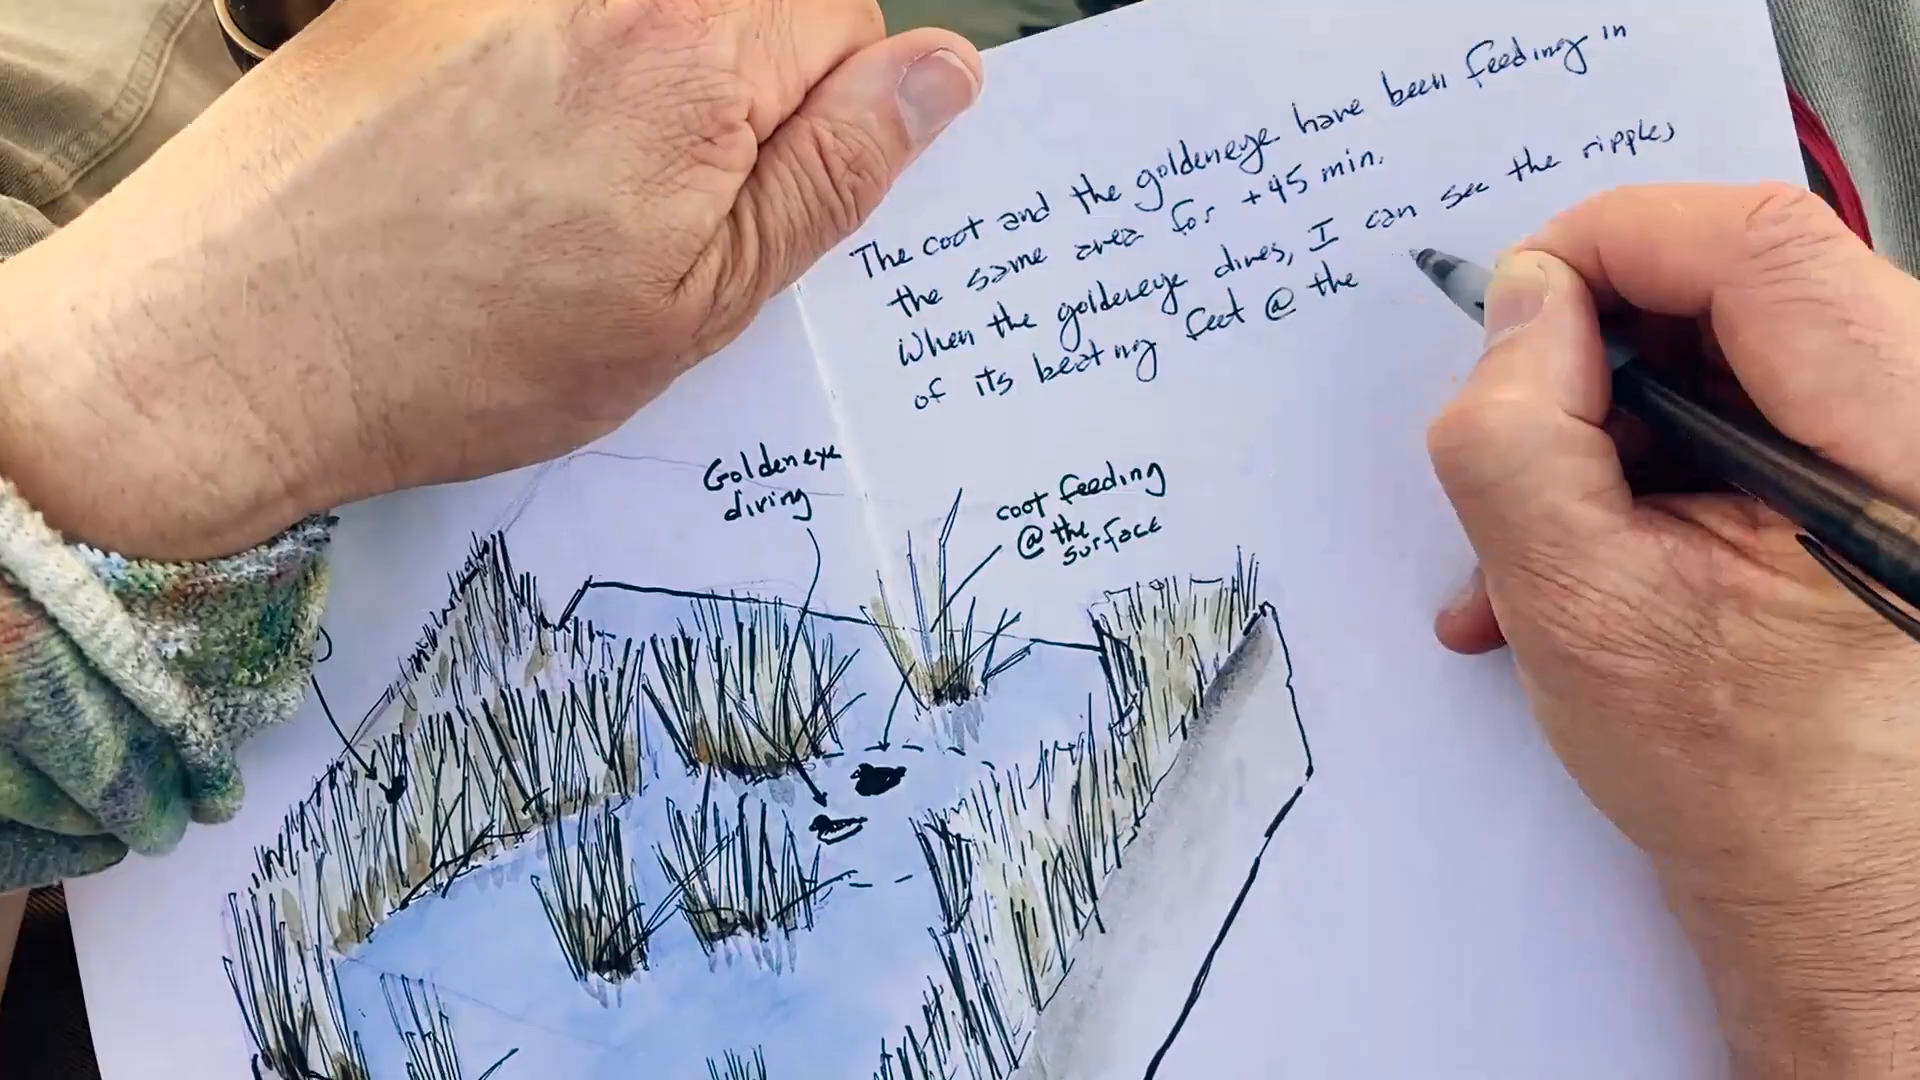 The coot and the goldeneye have been feeding in
the same area for +45 min.
When the goldeneye dives, I can see the ripples
of its beating feet @ the
Goldeneye
diving
coot feeding
@ the
surface